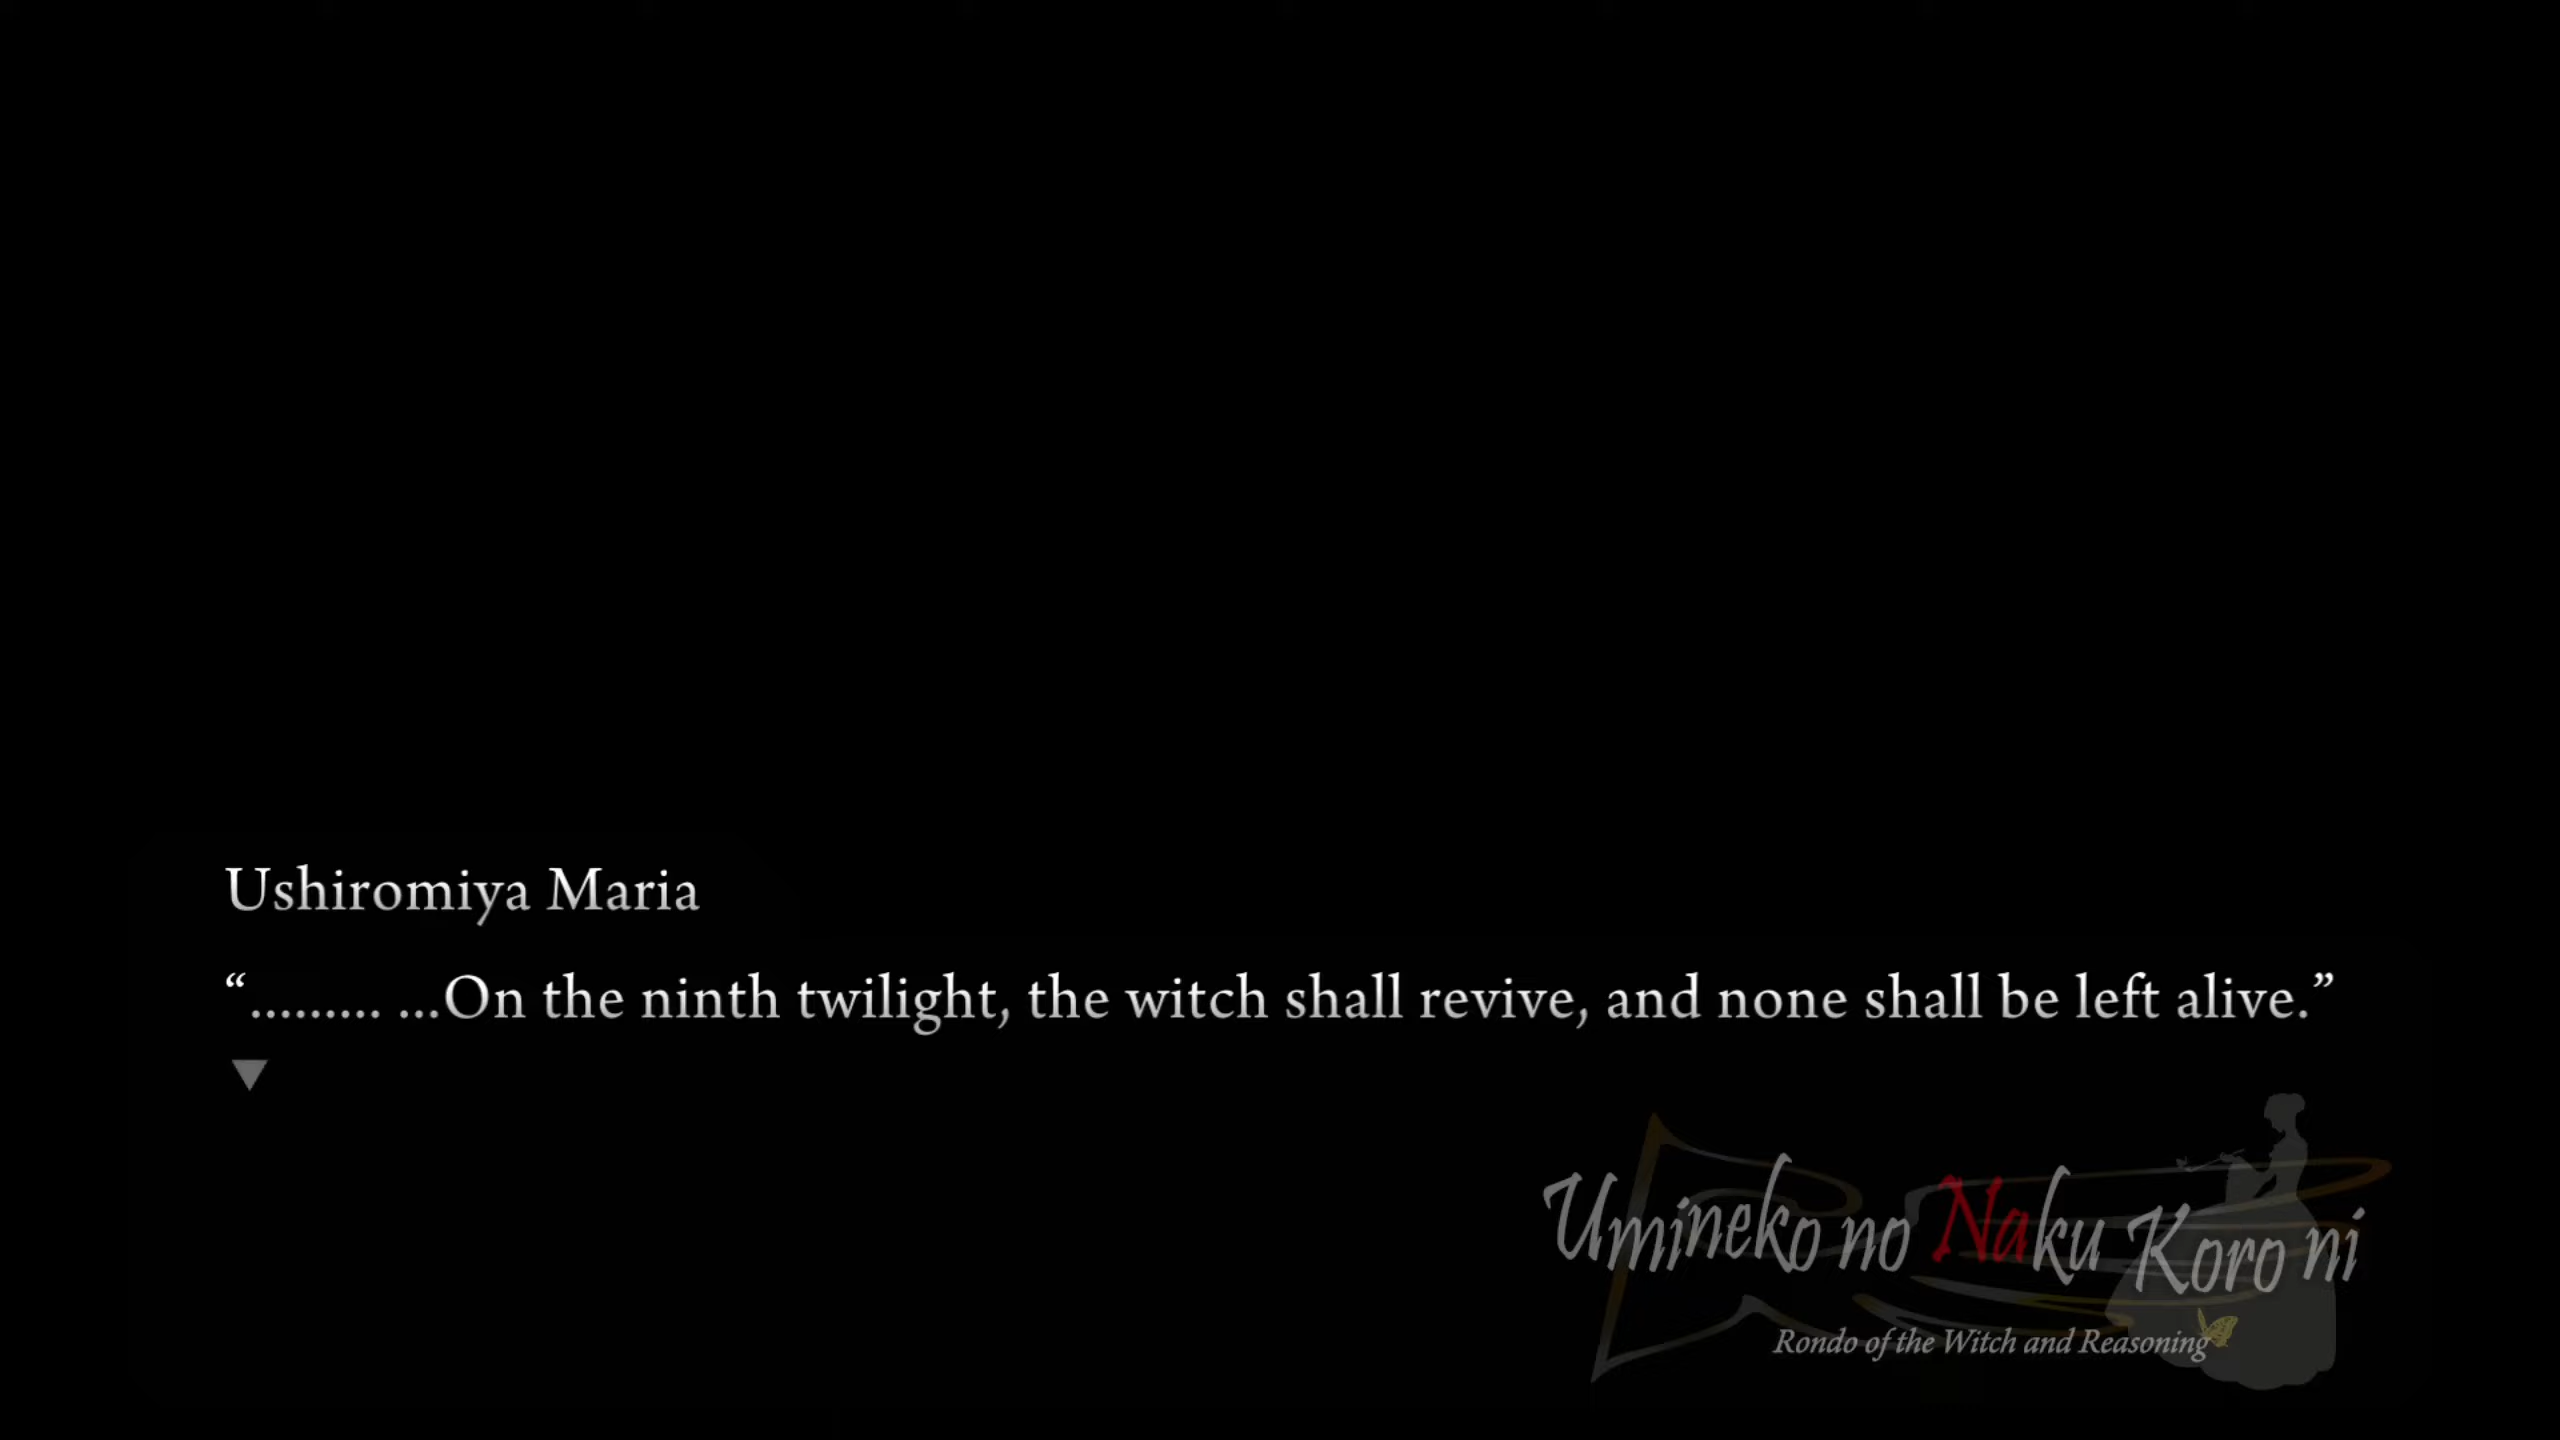 Ushiromiya Maria
“……… …On the ninth twilight, the witch shall revive, and none shall be left alive.”
Umineko no Naku Koro ni
Rondo of the Witch and Reasoning